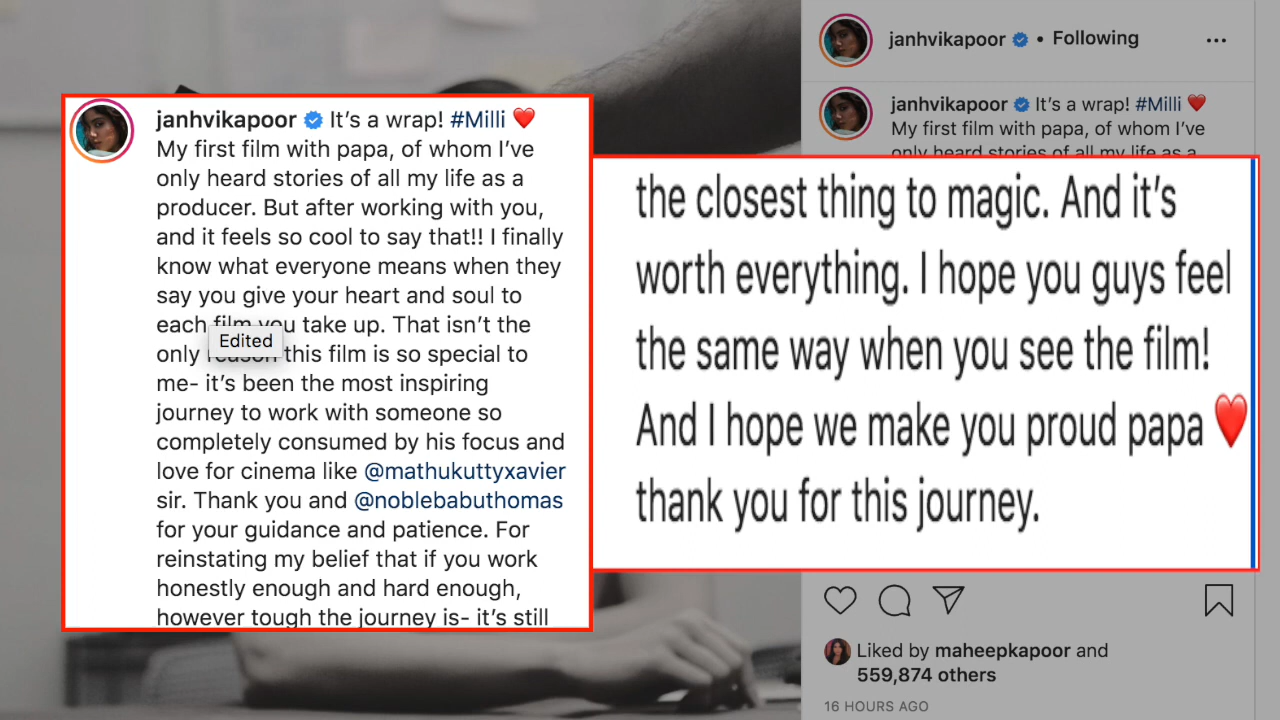 janhvikapoor • Following
janhvikapoor It's a wrap! #Milli ❤️
My first film with papa, of whom I've
only heard stories of all my life as a
janhvikapoor It's a wrap! #Milli ❤️
My first film with papa, of whom I've
only heard stories of all my life as a
producer. But after working with you,
and it feels so cool to say that!! I finally
know what everyone means when they
say you give your heart and soul to
each film you take up. That isn't the
Edited
only reason this film is so special to
me- it's been the most inspiring
journey to work with someone so
completely consumed by his focus and
love for cinema like @mathukuttyxavier
sir. Thank you and @noblebabuthomas
for your guidance and patience. For
reinstating my belief that if you work
honestly enough and hard enough,
however tough the journey is- it's still
the closest thing to magic. And it's
worth everything. I hope you guys feel
the same way when you see the film!
And I hope we make you proud papa ❤️
thank you for this journey.
Liked by maheepkapoor and
559,874 others
16 HOURS AGO